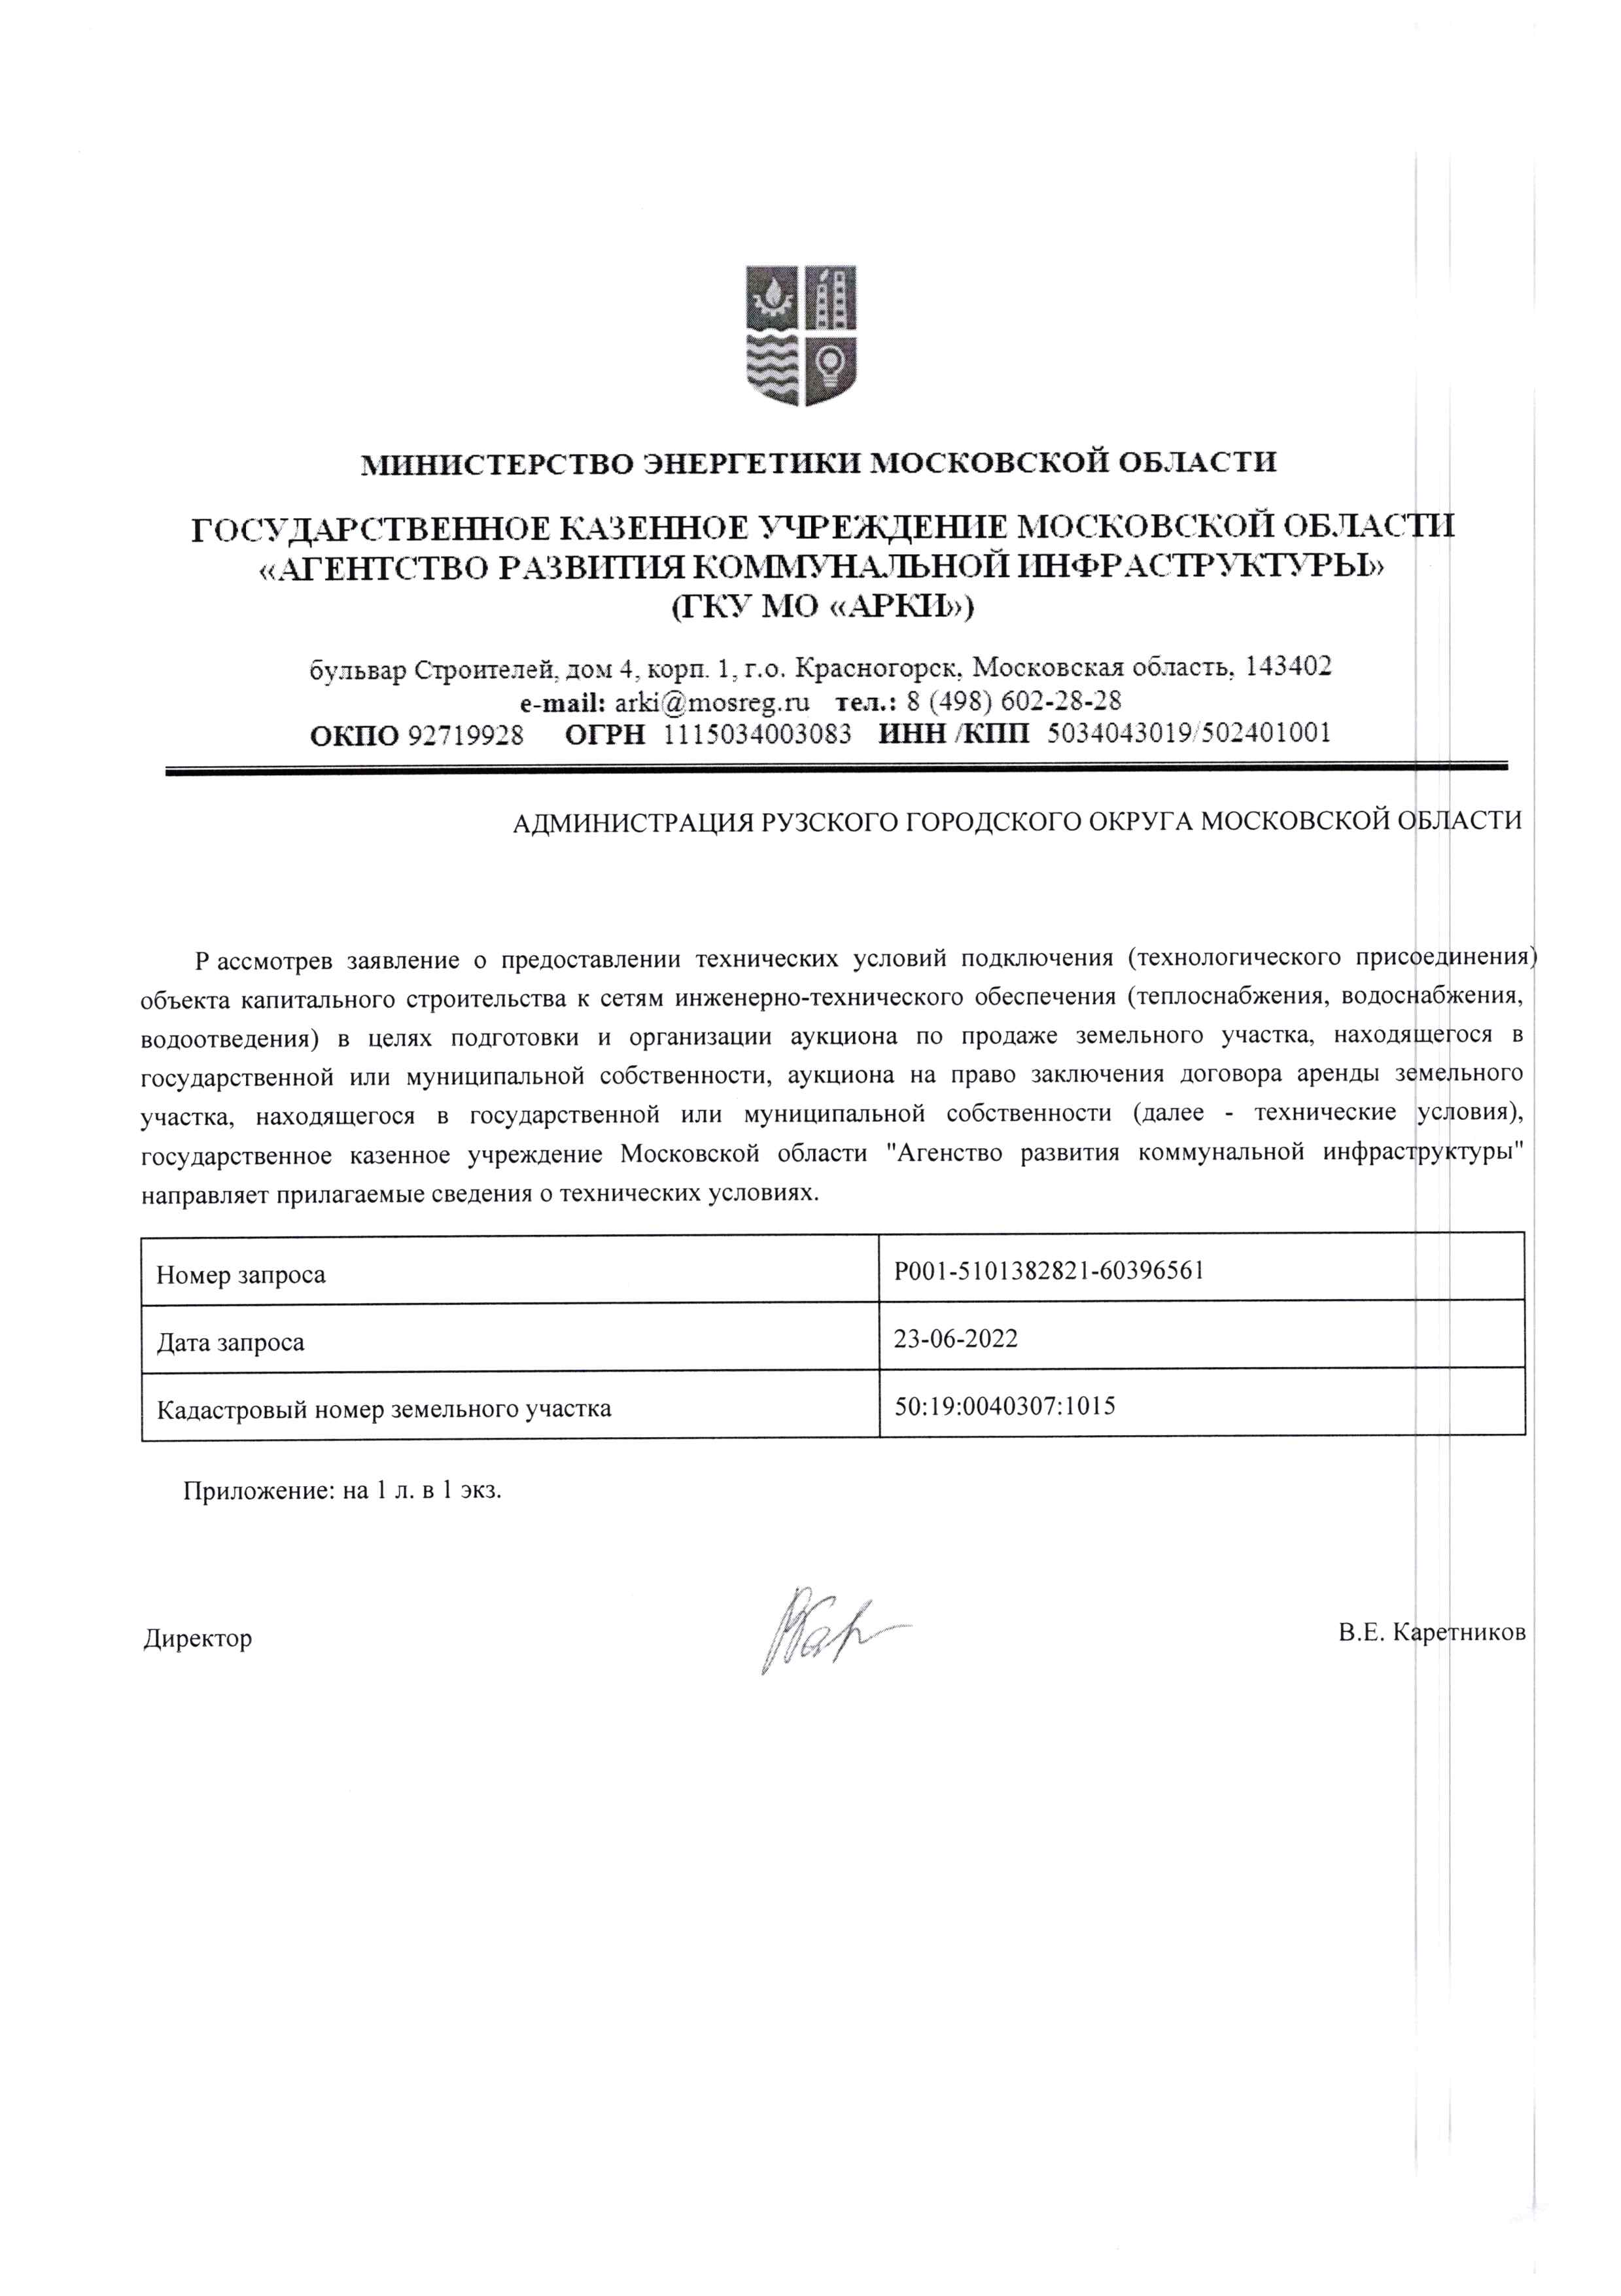 МИНИСТЕРСТВО ЭНЕРГЕТИКИ МОСКОВСКОЙ ОБЛАСТИ
ГОСУДАРСТВЕННОЕ КАЗЕННОЕ УЧРЕЖДЕНИЕ МОСКОВСКОЙ ОБЛАСТИ
«АГЕНТСТВО РАЗВИТИЯ КОММУНАЛЬНОЙ ИНФРАСТРУКТУРЫ»
(ГКУ МО «АРКИ»)
бульвар Строителей, дом 4, корп. 1, г.о. Красногорск, Московская область, 143402
e-mail: arki@mosreg.ru тел.: 8 (498) 602-28-28
ОКПО 92719928 ОГРН 1115034003083 ИНН /КПП 5034043019/502401001
АДМИНИСТРАЦИЯ РУЗСКОГО ГОРОДСКОГО ОКРУГА МОСКОВСКОЙ ОБЛАСТИ
Р ассмотрев заявление о предоставлении технических условий подключения (технологического присоединения)
объекта капитального строительства к сетям инженерно-технического обеспечения (теплоснабжения, водоснабжения,
водоотведения) в целях подготовки и организации аукциона по продаже земельного участка, находящегося в
государственной или муниципальной собственности, аукциона на право заключения договора аренды земельного
участка, находящегося в государственной или муниципальной собственности (далее - технические условия),
государственное казенное учреждение Московской области "Агенство развития коммунальной инфраструктуры"
направляет прилагаемые сведения о технических условиях.
Номер запроса P001-5101382821-60396561
Дата запроса 23-06-2022
Кадастровый номер земельного участка 50:19:0040307:1015
Приложение: на 1 л. в 1 экз.
Директор В.Е. Каретников